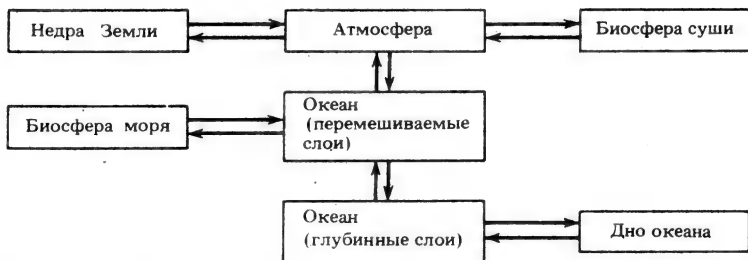 Недра Земли
Атмосфера
Биосфера суши
Биосфера моря
Океан
(перемешиваемые
слои)
Океан
(глубинные слои)
Дно океана